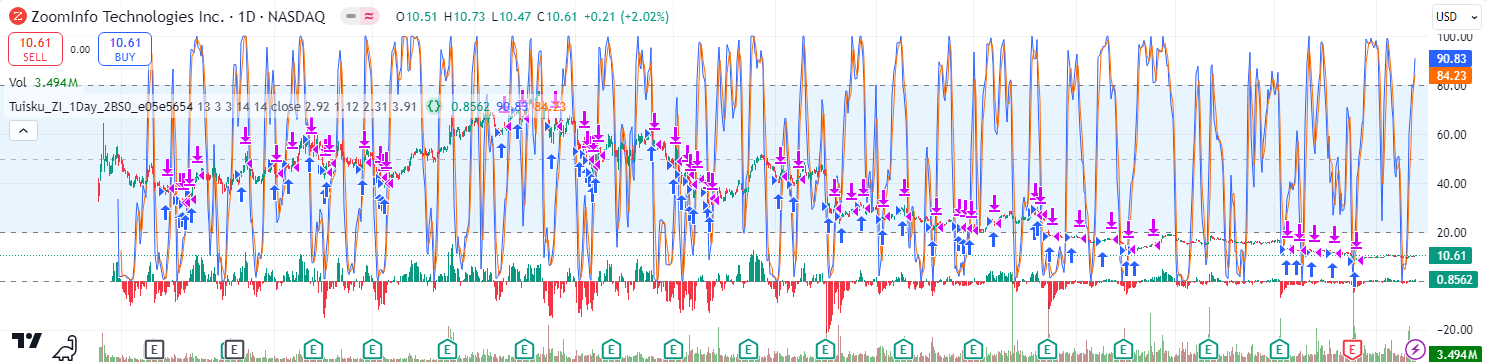 Z ZoomInfo Technologies Inc. · 1D · NASDAQ O10.51 H10.73 L10.47 C10.61 +0.21 (+2.02%)
USD
10.61
SELL
0.00
10.61
BUY
Vol 3.494M
Tuisku_ZI_1Day_2BS0_e05e5654 13 3 3 14 14 close 2.92 1.12 2.31 3.91 0.8562 90.83 84.23
100.00
90.83
84.23
80.00
60.00
40.00
20.00
10.61
0.8562
−20.00
3.494M
E E E E E E E E E E E E E E E E